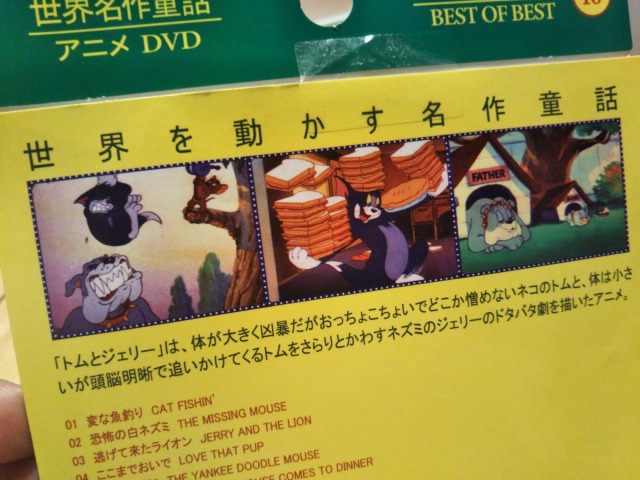 世界名作童話
アニメ DVD
BEST OF BEST
10
世界を動かす名作童話
FATHER
「トムとジェリー」は、体が大きく凶暴だがおっちょこちょいでどこか憎めないネコのトムと、体は小さ
いが頭脳明晰で追いかけてくるトムをさらりとかわすネズミのジェリーのドタバタ劇を描いたアニメ。
01 変な魚釣り CAT FISHIN'
02 恐怖の白ネズミ THE MISSING MOUSE
03 逃げて来たライオン JERRY AND THE LION
04 ここまでおいで LOVE THAT PUP
THE YANKEE DOODLE MOUSE
COMES TO DINNER